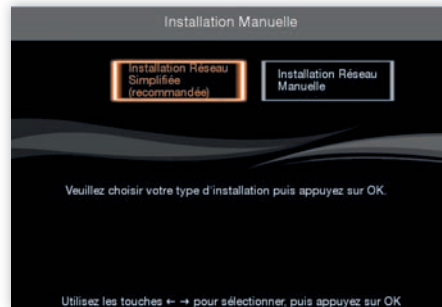 Installation Manuelle
Installation Réseau
Simplifiée
(recommandée)
Installation Réseau
Manuelle
Veuillez choisir votre type d'installation puis appuyez sur OK.
Utilisez les touches ← → pour sélectionner, puis appuyez sur OK